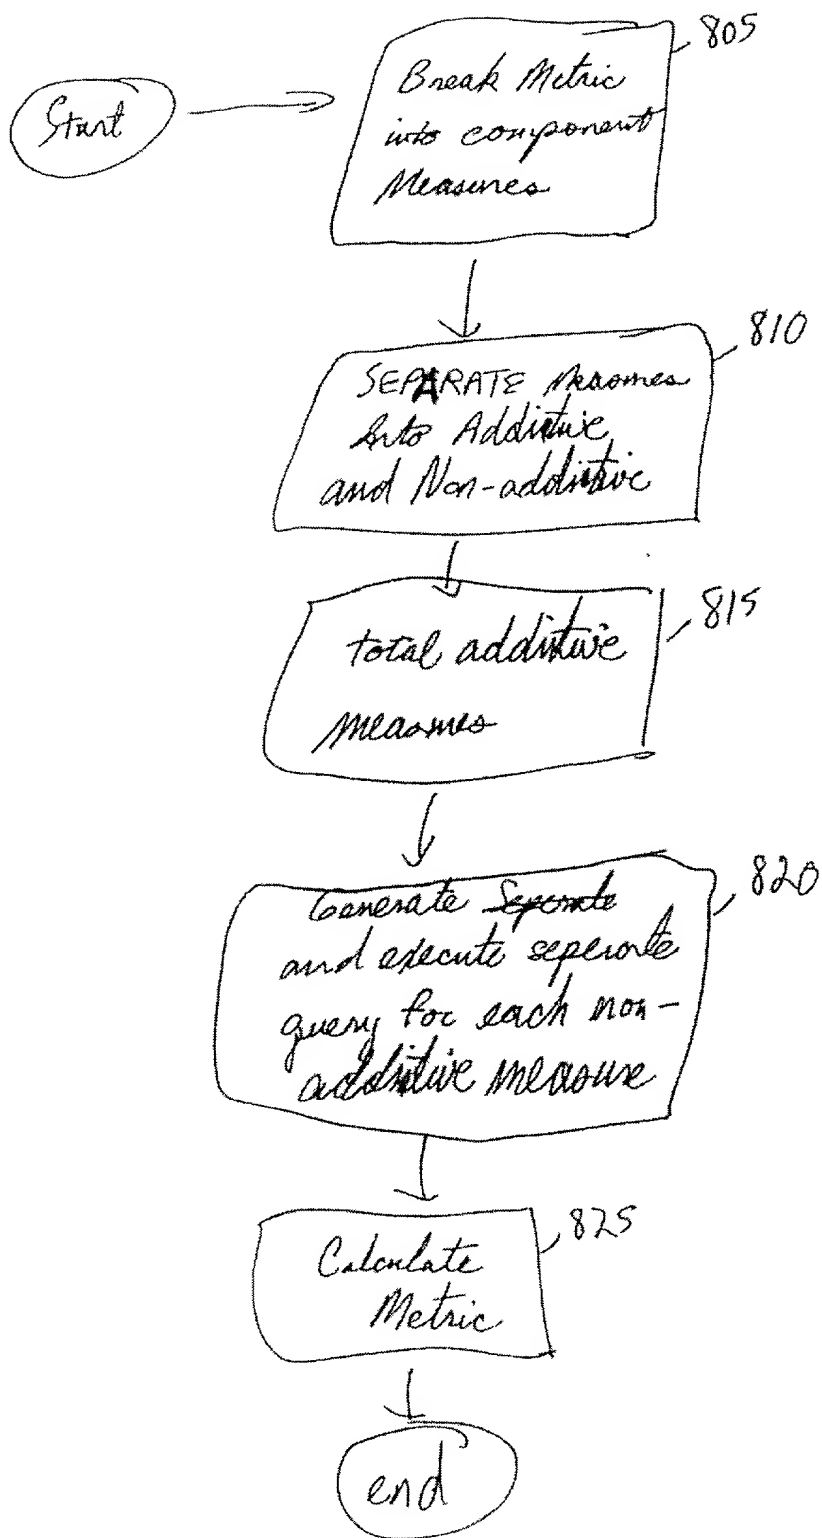 Start
805
Break Metric
into component
Measures
810
SEPARATE Measures
Into Additive
and Non-additive
815
total additive
measures
820
Generate Seperate
and execute seperate
query for each non-
additive measure
825
Calculate
Metric
end